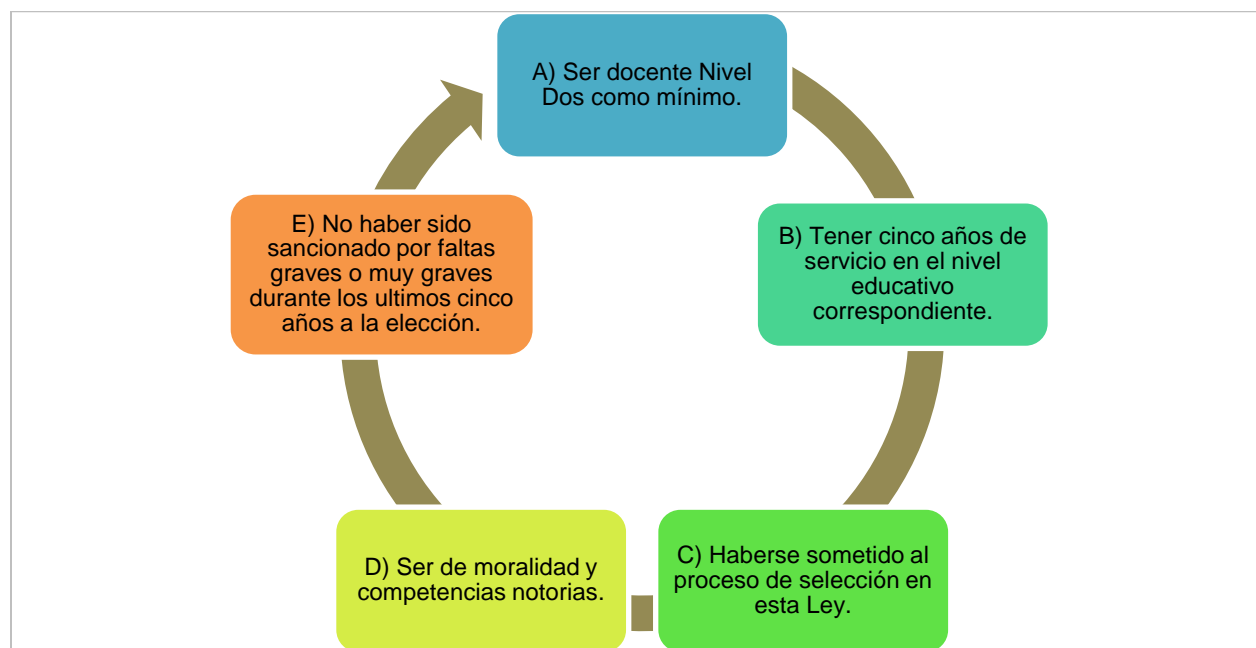 A) Ser docente Nivel
Dos como mínimo.
B) Tener cinco años de
servicio en el nivel
educativo
correspondiente.
C) Haberse sometido al
proceso de selección en
esta Ley.
D) Ser de moralidad y
competencias notorias.
E) No haber sido
sancionado por faltas
graves o muy graves
durante los ultimos cinco
años a la elección.